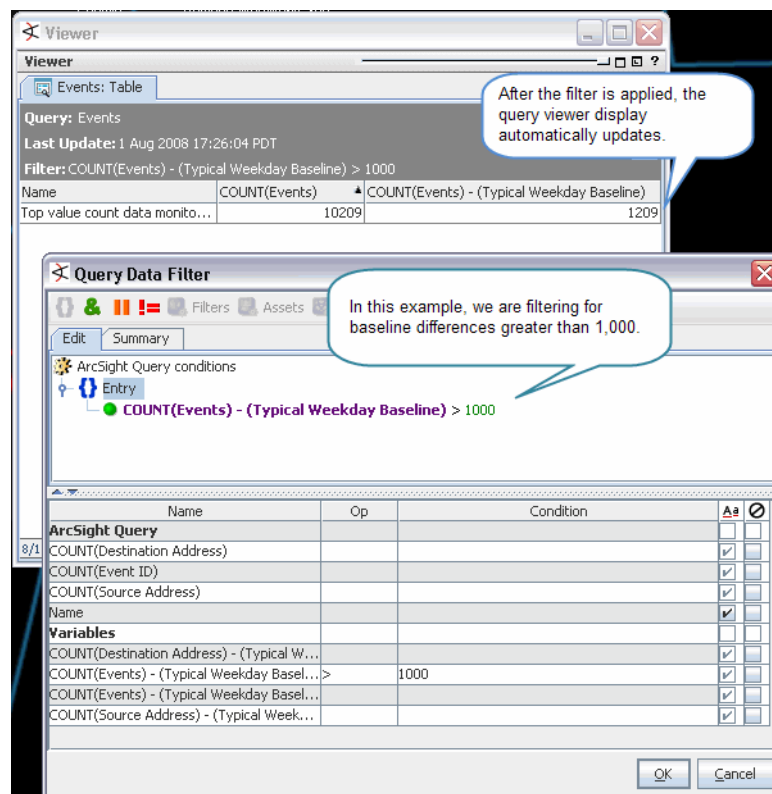 Viewer
Viewer
?
Events: Table
After the filter is applied, the
query viewer display
automatically updates.
Query: Events
Last Update: 1 Aug 2008 17:26:04 PDT
Filter: COUNT(Events) - (Typical Weekday Baseline) > 1000
Name COUNT(Events) COUNT(Events) - (Typical Weekday Baseline)
Top value count data monito... 10209 1209
Query Data Filter
In this example, we are filtering for
baseline differences greater than 1,000.
{} & || != Filters Assets
Edit Summary
ArcSight Query conditions
{} Entry
COUNT(Events) - (Typical Weekday Baseline) > 1000
Name Op Condition Aa
ArcSight Query
8/1
COUNT(Destination Address)
COUNT(Event ID)
COUNT(Source Address)
Name
Variables
COUNT(Destination Address) - (Typical W...
COUNT(Events) - (Typical Weekday Basel... > 1000
COUNT(Events) - (Typical Weekday Basel...
COUNT(Source Address) - (Typical Week...
OK Cancel